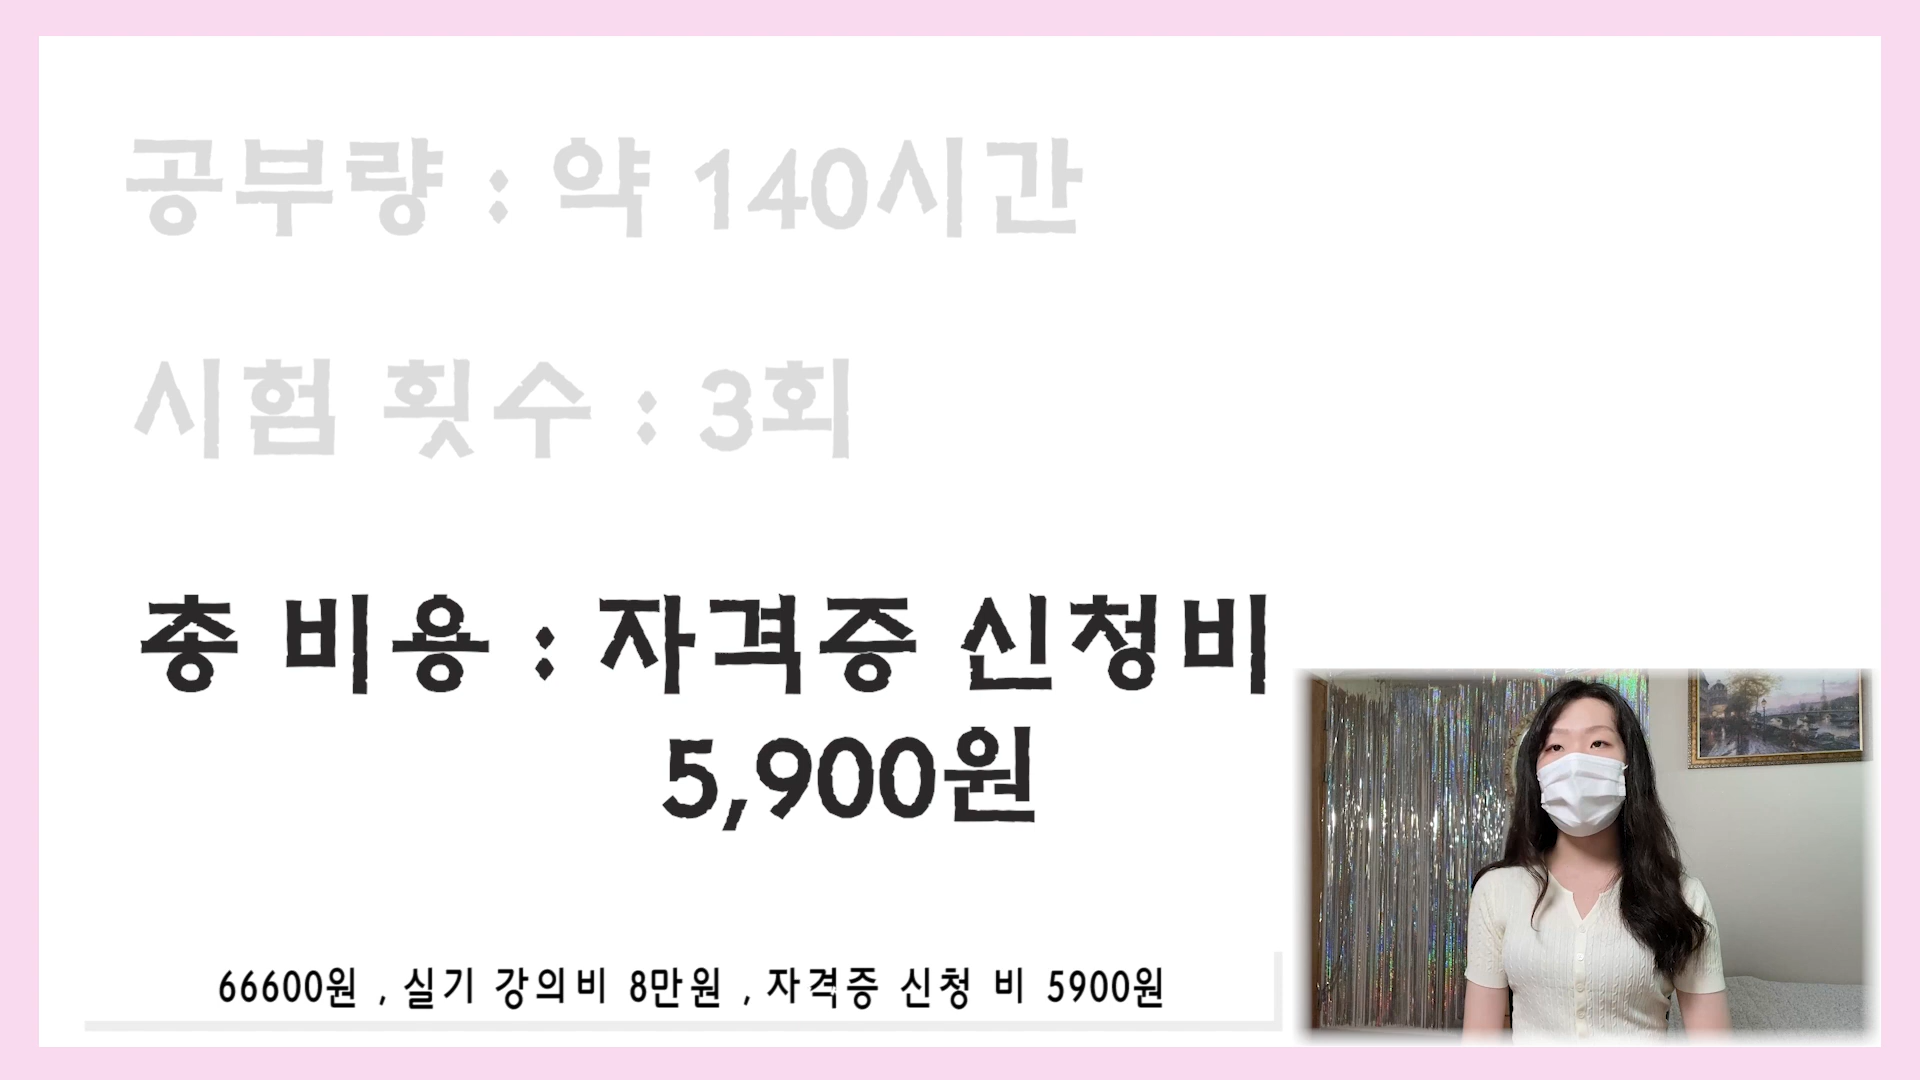 공부량 : 약 140시간
시험 횟수 : 3회
총 비용 : 자격증 신청비
5,900원
66600원 , 실기 강의비 8만원 , 자격증 신청 비 5900원